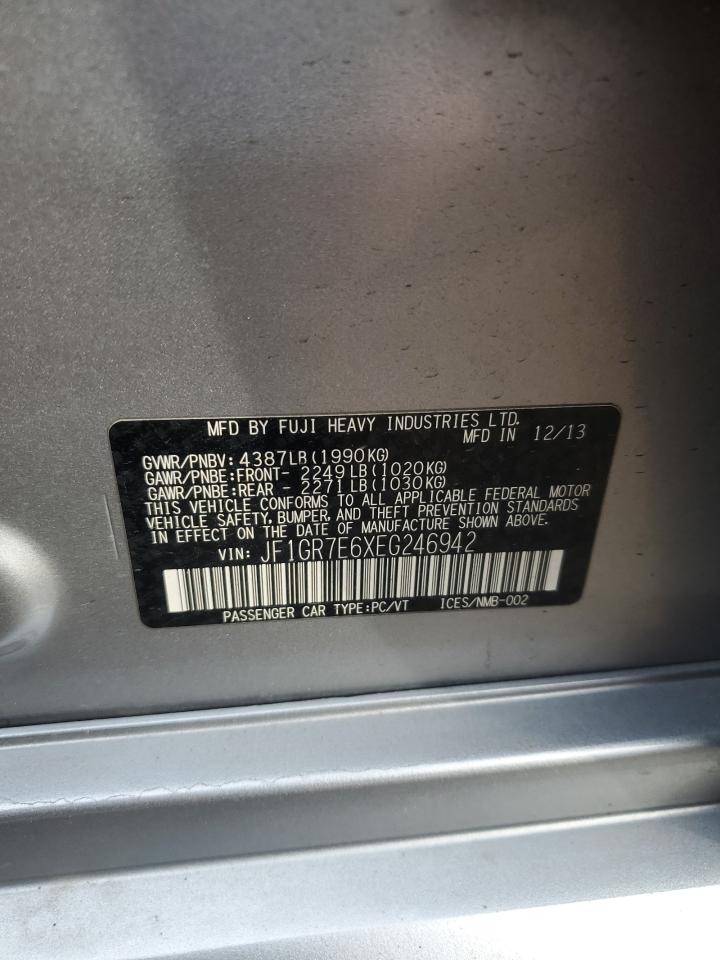 MFD BY FUJI HEAVY INDUSTRIES LTD.
MFD IN 12/13
GVWR/PNBV: 4387LB(1990KG)
GAWR/PNBE:FRONT- 2249LB(1020KG)
GAWR/PNBE:REAR - 2271LB(1030KG)
THIS VEHICLE CONFORMS TO ALL APPLICABLE FEDERAL MOTOR
VEHICLE SAFETY, BUMPER, AND THEFT PREVENTION STANDARDS
IN EFFECT ON THE DATE OF MANUFACTURE SHOWN ABOVE.
VIN: JF1GR7E6XEG246942
PASSENGER CAR TYPE:PC/VT ICES/NMB-002